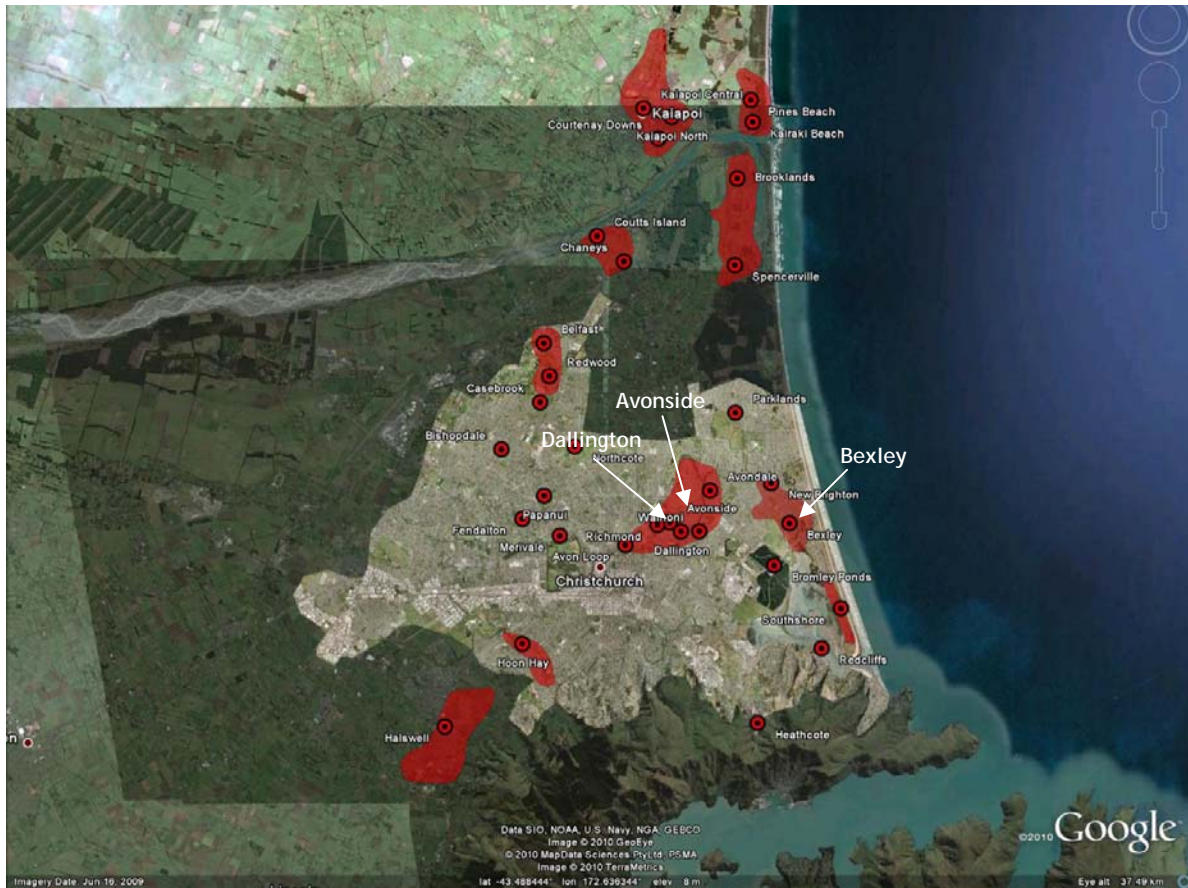 Kaiapoi Central
Kaiapoi
Pines Beach
Courtenay Downs
Kaiapoi North
Kairaki Beach
Brooklands
Coutts Island
Chaneys
Spencerville
Belfast
Redwood
Casebrook
Avonside
Parklands
Dallington
Bishopdale
Northcote
Bexley
Avondale
New Brighton
Papanui
Wainoni
Avonside
Fendalton
Richmond
Bexley
Merivale
Dallington
Avon Loop
Christchurch
Bromley Ponds
Southshore
Hoon Hay
Redcliffs
Halswell
Heathcote
on
Data SIO, NOAA, U.S. Navy, NGA, GEBCO
Image © 2010 GeoEye
© 2010 MapData Sciences PtyLtd, PSMA
Image © 2010 TerraMetrics
©2010 Google
Imagery Date: Jun 16, 2009
lat -43.488444° lon 172.636344° elev 8 m
Eye alt 37.49 km